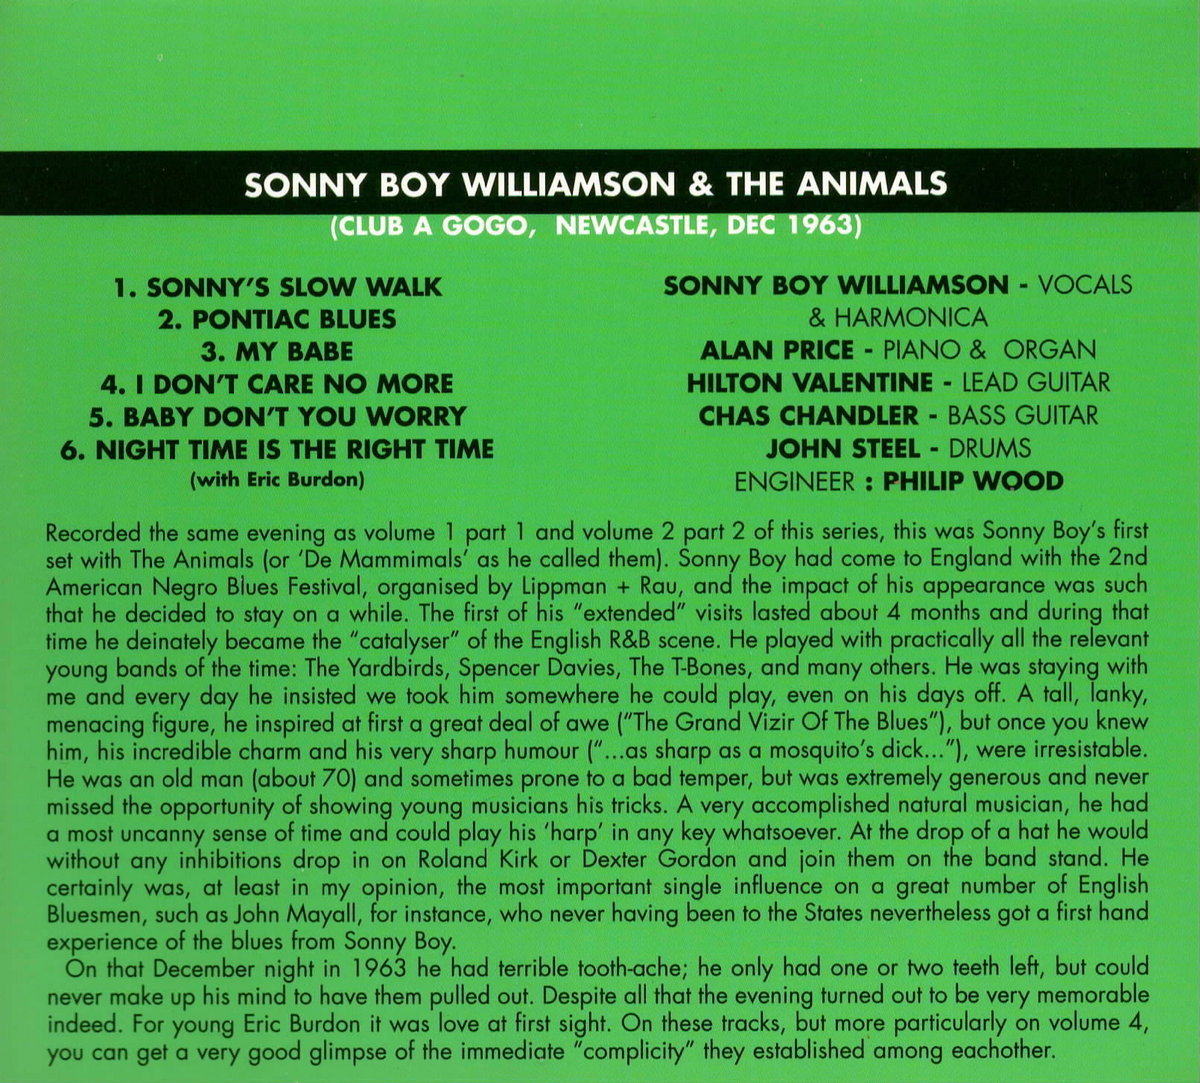 SONNY BOY WILLIAMSON & THE ANIMALS
(CLUB A GOGO, NEWCASTLE, DEC 1963)
1. SONNY'S SLOW WALK
2. PONTIAC BLUES
3. MY BABE
4. I DON'T CARE NO MORE
5. BABY DON'T YOU WORRY
6. NIGHT TIME IS THE RIGHT TIME
(with Eric Burdon)
SONNY BOY WILLIAMSON - VOCALS
& HARMONICA
ALAN PRICE - PIANO & ORGAN
HILTON VALENTINE - LEAD GUITAR
CHAS CHANDLER - BASS GUITAR
JOHN STEEL - DRUMS
ENGINEER : PHILIP WOOD
Recorded the same evening as volume 1 part 1 and volume 2 part 2 of this series, this was Sonny Boy's first
set with The Animals (or 'De Mammimals' as he called them). Sonny Boy had come to England with the 2nd
American Negro Blues Festival, organised by Lippman + Rau, and the impact of his appearance was such
that he decided to stay on a while. The first of his "extended" visits lasted about 4 months and during that
time he deinately became the "catalyser" of the English R&B scene. He played with practically all the relevant
young bands of the time: The Yardbirds, Spencer Davies, The T-Bones, and many others. He was staying with
me and every day he insisted we took him somewhere he could play, even on his days off. A tall, lanky,
menacing figure, he inspired at first a great deal of awe ("The Grand Vizir Of The Blues"), but once you knew
him, his incredible charm and his very sharp humour ("...as sharp as a mosquito's dick..."), were irresistable.
He was an old man (about 70) and sometimes prone to a bad temper, but was extremely generous and never
missed the opportunity of showing young musicians his tricks. A very accomplished natural musician, he had
a most uncanny sense of time and could play his 'harp' in any key whatsoever. At the drop of a hat he would
without any inhibitions drop in on Roland Kirk or Dexter Gordon and join them on the band stand. He
certainly was, at least in my opinion, the most important single influence on a great number of English
Bluesmen, such as John Mayall, for instance, who never having been to the States nevertheless got a first hand
experience of the blues from Sonny Boy.
On that December night in 1963 he had terrible tooth-ache; he only had one or two teeth left, but could
never make up his mind to have them pulled out. Despite all that the evening turned out to be very memorable
indeed. For young Eric Burdon it was love at first sight. On these tracks, but more particularly on volume 4,
you can get a very good glimpse of the immediate "complicity" they established among eachother.